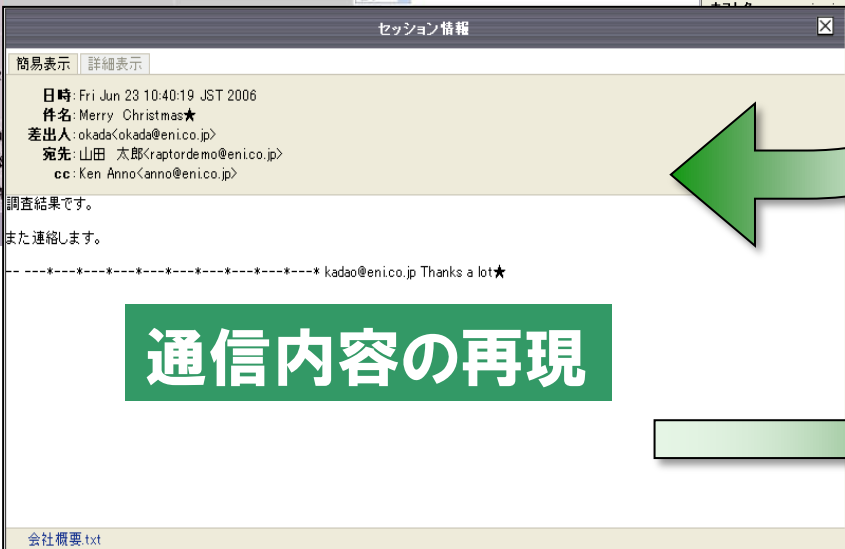 セッション情報
簡易表示 詳細表示
日時: Fri Jun 23 10:40:19 JST 2006
件名: Merry Christmas★
差出人: okada<okada@eni.co.jp>
宛先: 山田 太郎<raptordemo@eni.co.jp>
cc: Ken Anno<anno@eni.co.jp>
調査結果です。
また連絡します。
-- ---*---*---*---*---*---*---*---*---*---* kadao@eni.co.jp Thanks a lot★
通信内容の再現
会社概要.txt